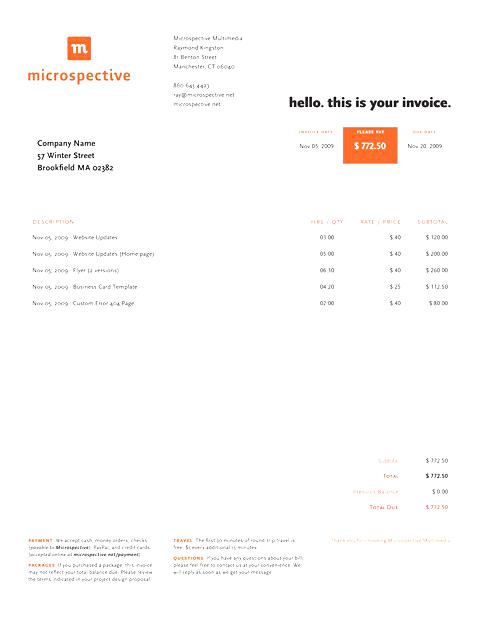 m
microspective
Microspective Multimedia
Raymond Kingston
81 Bidwell Street
Manchester, CT 06040
860.645.4423
ray@microspective.net
microspective.net
hello. this is your invoice.
INVOICE DATE PLEASE PAY DUE DATE
Nov 05, 2009 $ 772.50 Nov 20, 2009
Company Name
57 Winter Street
Brookfield MA 02382
DESCRIPTION HRS / QTY RATE / PRICE SUBTOTAL
Nov 05, 2009 - Website Updates 03:00 $ 40 $ 120.00
Nov 05, 2009 - Website Updates (Home page) 05:00 $ 40 $ 200.00
Nov 05, 2009 - Flyer (2 versions) 06:30 $ 40 $ 260.00
Nov 05, 2009 - Business Card Template $ 25 $ 112.50
Nov 05, 2009 - Custom Error 404 Page 02:00 $ 40 $ 80.00
Subtotal $ 772.50
TOTAL $ 772.50
Previous Balance $ 0.00
TOTAL DUE $ 772.50
PAYMENT We accept cash, money orders, checks
(payable to Microspective), PayPal, and credit cards
(accepted online at microspective.net/payment).
PACKAGES If you purchased a package, this invoice
may not reflect your total balance due. Please review
the terms indicated in your project design proposal.
TRAVEL The first 30 minutes of round trip travel is
free. $ every additional 15 minutes.
QUESTIONS If you have any questions about your bill,
please feel free to contact us at your convenience. We
will reply as soon as we get your message.
Thank you for choosing Microspective Multimedia.